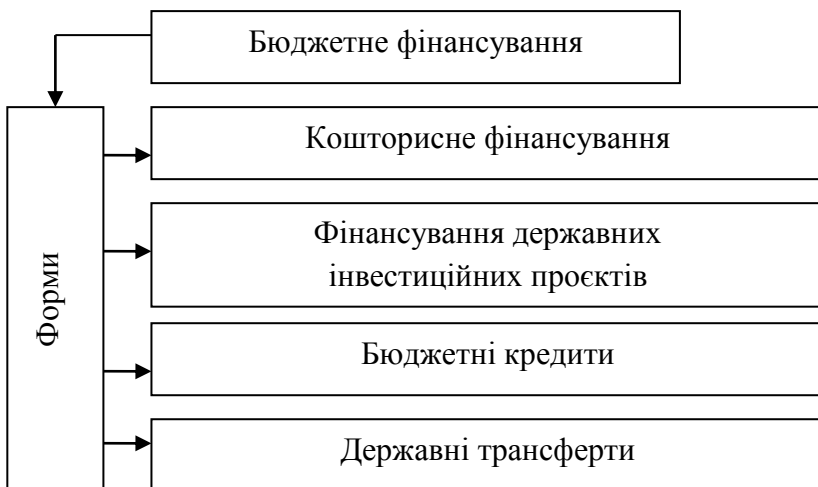 Бюджетне фінансування
Форми
Кошторисне фінансування
Фінансування державних
інвестиційних проєктів
Бюджетні кредити
Державні трансферти